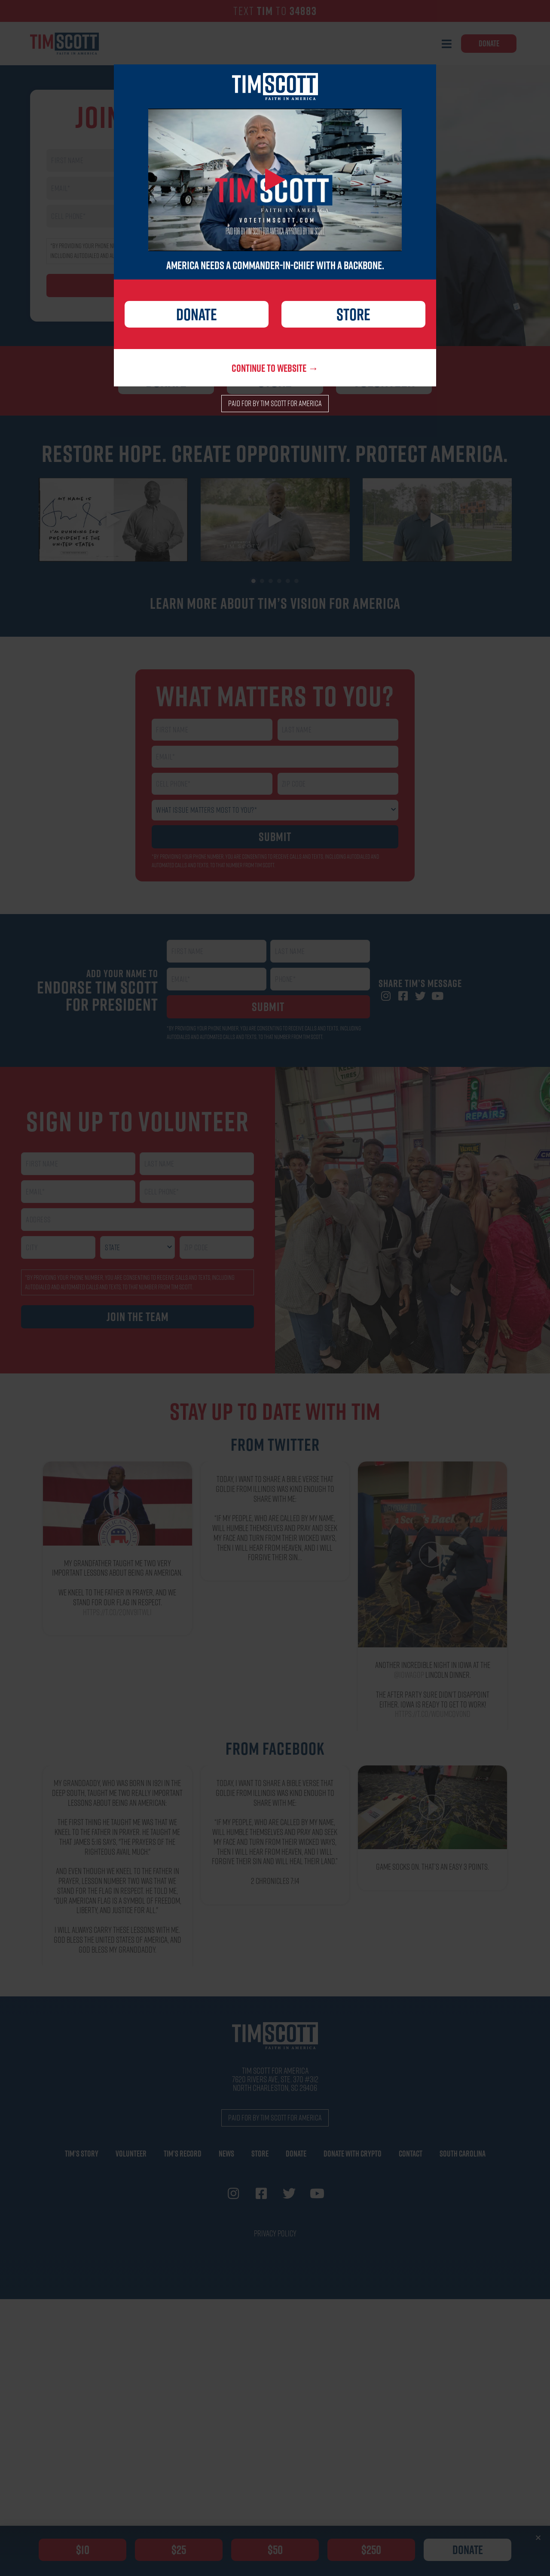 TEXT TIM TO 34883
TIM SCOTT
DONATE
TIM SCOTT
FAITH IN AMERICA
JOIN
TIM SCOTT
FAITH IN AMERICA
VOTETIMSCOTT.COM
PAID FOR BY TIM SCOTT FOR AMERICA. APPROVED BY TIM SCOTT
AMERICA NEEDS A COMMANDER-IN-CHIEF WITH A BACKBONE.
DONATE
STORE
CONTINUE TO WEBSITE →
PAID FOR BY TIM SCOTT FOR AMERICA
RESTORE HOPE. CREATE OPPORTUNITY. PROTECT AMERICA.
MY NAME IS
I'M RUNNING FOR
PRESIDENT OF THE
UNITED STATES
LEARN MORE ABOUT TIM'S VISION FOR AMERICA
WHAT MATTERS TO YOU?
FIRST NAME
LAST NAME
EMAIL
CELL PHONE
ZIP CODE
WHAT ISSUE MATTERS MOST TO YOU?*
SUBMIT
ADD YOUR NAME TO
ENDORSE TIM SCOTT
FOR PRESIDENT
FIRST NAME
LAST NAME
EMAIL
PHONE
SUBMIT
SHARE TIM'S MESSAGE
SIGN UP TO VOLUNTEER
FIRST NAME
LAST NAME
EMAIL
CELL PHONE
ADDRESS
CITY
STATE
ZIP CODE
JOIN THE TEAM
CAR
REPAIRS
STAY UP TO DATE WITH TIM
FROM TWITTER
MY GRANDFATHER TAUGHT ME TWO VERY
IMPORTANT LESSONS ABOUT BEING AN AMERICAN.
WE KNEEL TO THE FATHER IN PRAYER, AND WE
STAND FOR OUR FLAG IN RESPECT.
TODAY, I WANT TO SHARE A BIBLE VERSE THAT
GOLDIE FROM ILLINOIS WAS KIND ENOUGH TO
SHARE WITH ME.
"IF MY PEOPLE, WHO ARE CALLED BY MY NAME,
WILL HUMBLE THEMSELVES AND PRAY AND SEEK
MY FACE AND TURN FROM THEIR WICKED WAYS,
THEN I WILL HEAR FROM HEAVEN, AND I WILL
FORGIVE THEIR SIN…
ANOTHER INCREDIBLE NIGHT IN IOWA AT THE
LINCOLN DINNER.
THE AFTER PARTY SURE DIDN'T DISAPPOINT
EITHER. IOWA IS READY TO GET TO WORK!
FROM FACEBOOK
MY GRANDDADDY, WHO WAS BORN IN 1921 IN THE
DEEP SOUTH, TAUGHT ME TWO REALLY IMPORTANT
LESSONS ABOUT BEING AN AMERICAN.
THE FIRST THING HE TAUGHT ME WAS THAT WE
KNEEL TO THE FATHER IN PRAYER. HE TAUGHT ME
THAT JAMES 5:16 SAYS, "THE PRAYERS OF THE
RIGHTEOUS AVAIL MUCH."
AND EVEN THOUGH WE KNEEL TO THE FATHER IN
PRAYER, LESSON NUMBER TWO WAS THAT WE
STAND FOR THE FLAG IN RESPECT. HE TOLD ME,
"OUR AMERICAN FLAG IS A SYMBOL OF FREEDOM,
LIBERTY, AND JUSTICE FOR ALL."
I WILL ALWAYS CARRY THESE LESSONS WITH ME.
GOD BLESS THE UNITED STATES OF AMERICA, AND
GOD BLESS MY GRANDDADDY.
TODAY, I WANT TO SHARE A BIBLE VERSE THAT
GOLDIE FROM ILLINOIS WAS KIND ENOUGH TO
SHARE WITH ME.
"IF MY PEOPLE, WHO ARE CALLED BY MY NAME,
WILL HUMBLE THEMSELVES AND PRAY AND SEEK
MY FACE AND TURN FROM THEIR WICKED WAYS,
THEN I WILL HEAR FROM HEAVEN, AND I WILL
FORGIVE THEIR SIN AND WILL HEAL THEIR LAND."
2 CHRONICLES 7:14
GAME SOCKS ON. THAT'S AN EASY 3 POINTS.
TIM SCOTT
FAITH IN AMERICA
TIM SCOTT FOR AMERICA
NORTH CHARLESTON, SC 29406
PAID FOR BY TIM SCOTT FOR AMERICA
TIM'S STORY VOLUNTEER TIM'S RECORD NEWS STORE DONATE DONATE WITH CRYPTO CONTACT SOUTH CAROLINA
PRIVACY POLICY
$10
$25
$50
$250
DONATE